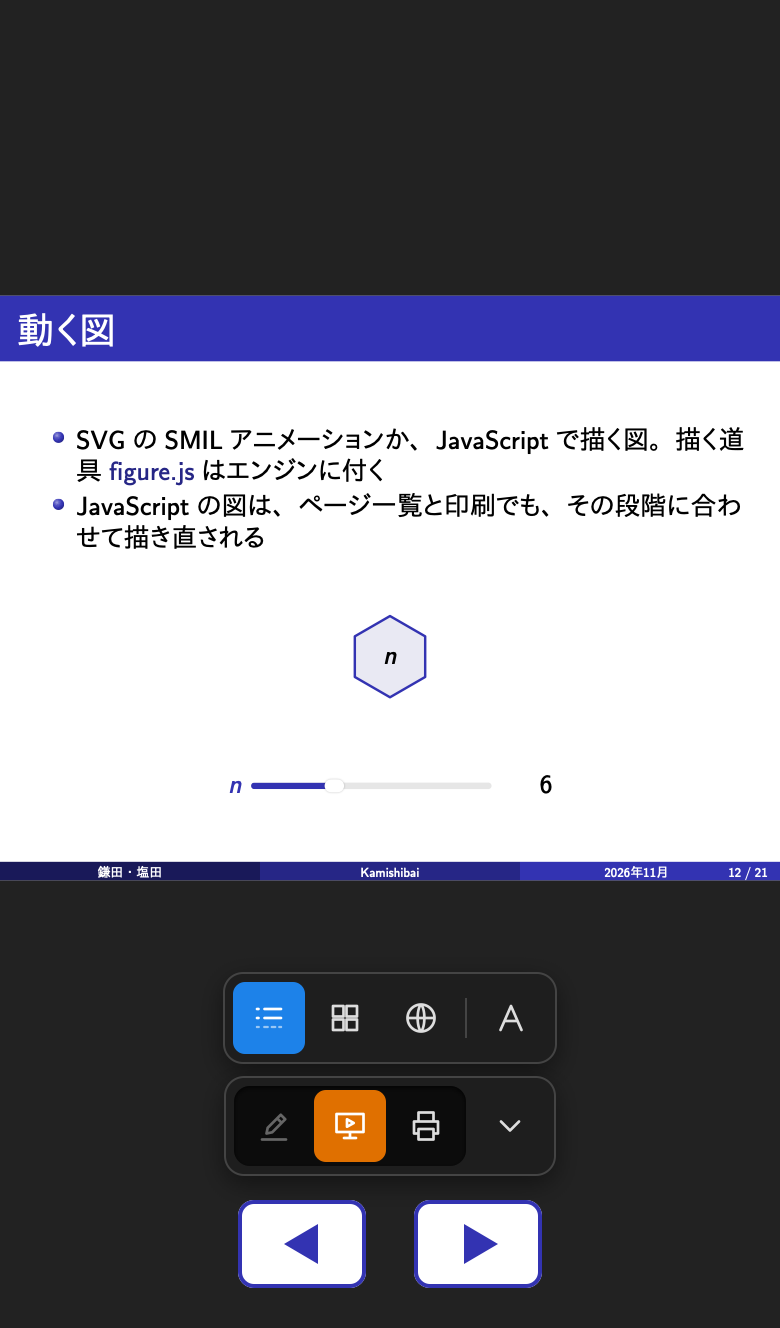 動く図
SVG の SMIL アニメーションか、JavaScript で描く図。描く道
具 figure.js はエンジンに付く
JavaScript の図は、ページ一覧と印刷でも、その段階に合わ
せて描き直される
n
n 6
鎌田・塩田 Kamishibai 2026年11月 12 / 21
A